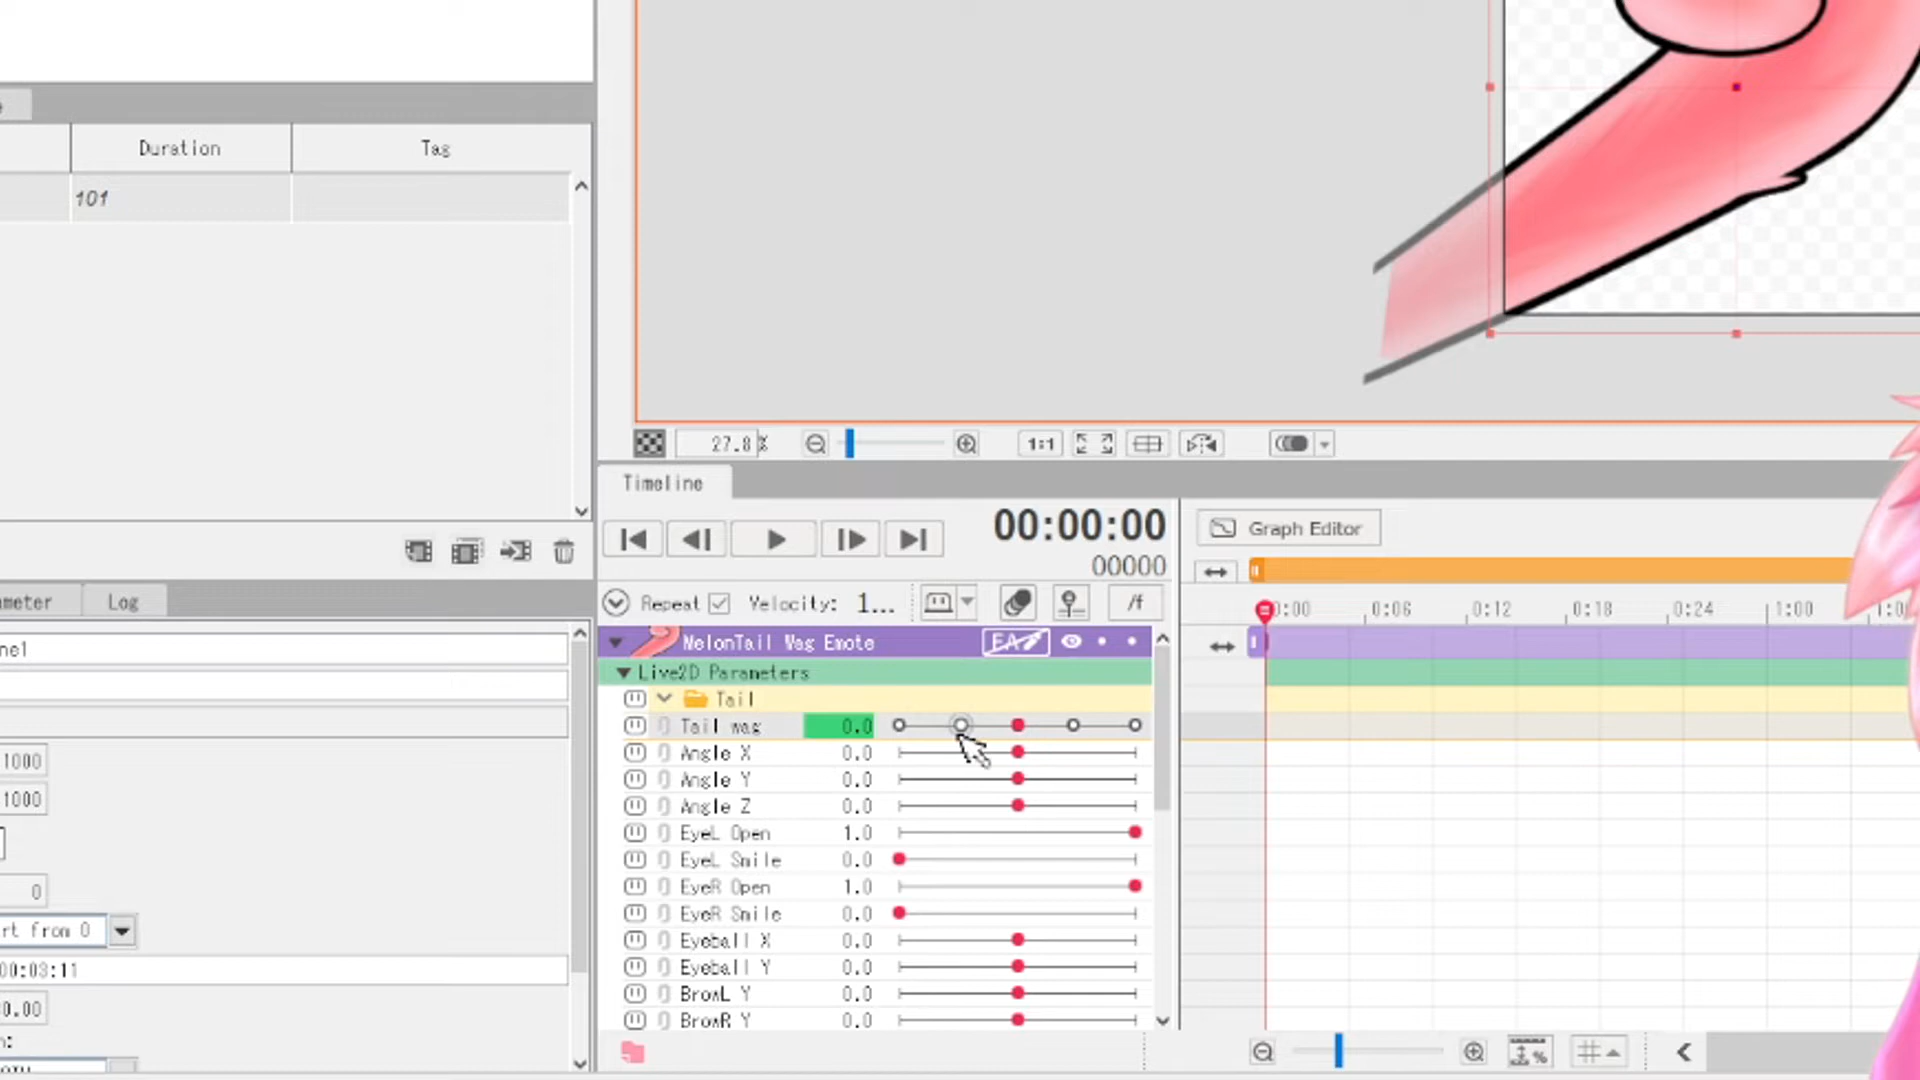 Duration
Tag
101
Log
1000
1000
0
rt from 0
00:03:11
27.8%
1:1
Timeline
00:00:00
00000
Graph Editor
Repeat
Velocity: 1...
/f
0:00 0:06 0:12 0:18 0:24 1:00
MelonTail Wag Emote
Live2D Parameters
Tail
Tail wag 0.0
Angle X 0.0
Angle Y 0.0
Angle Z 0.0
EyeL Open 1.0
EyeL Smile 0.0
EyeR Open 1.0
EyeR Smile 0.0
Eyeball X 0.0
Eyeball Y 0.0
BrowL Y 0.0
BrowR Y 0.0